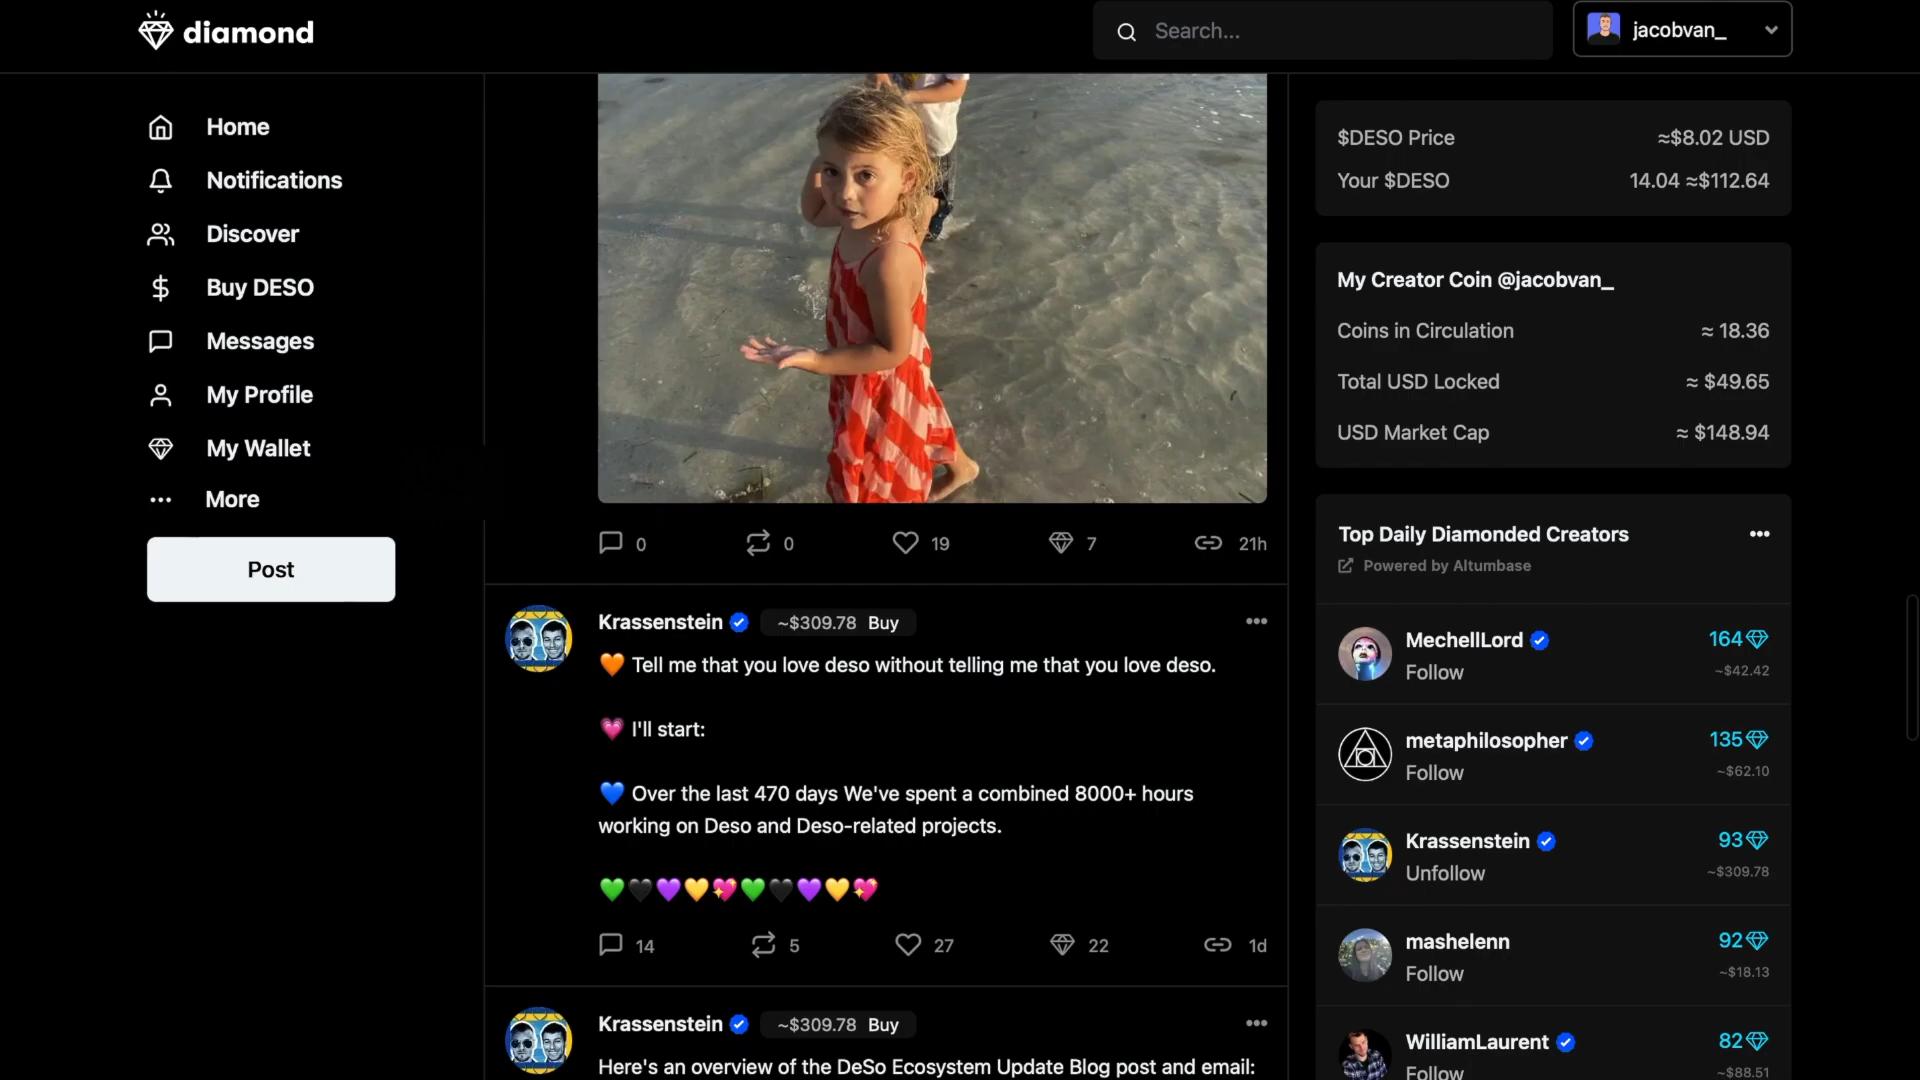 diamond
Search...
jacobvan_
Home
Notifications
Discover
Buy DESO
Messages
My Profile
My Wallet
More
Post
0
0
19
7
21h
Krassenstein
~$309.78 Buy
🧡 Tell me that you love deso without telling me that you love deso.
💗 I'll start:
💙 Over the last 470 days We've spent a combined 8000+ hours
working on Deso and Deso-related projects.
💚🖤💜💛💖💚🖤💜💛💖
14
5
27
22
1d
Krassenstein
~$309.78 Buy
Here's an overview of the DeSo Ecosystem Update Blog post and email:
$DESO Price ≈$8.02 USD
Your $DESO 14.04 ≈$112.64
My Creator Coin @jacobvan_
Coins in Circulation ≈ 18.36
Total USD Locked ≈ $49.65
USD Market Cap ≈ $148.94
Top Daily Diamonded Creators
Powered by Altumbase
MechellLord 164
Follow ~$42.42
metaphilosopher 135
Follow ~$62.10
Krassenstein 93
Unfollow ~$309.78
mashelenn 92
Follow ~$18.13
WilliamLaurent 82
Follow ~$88.51